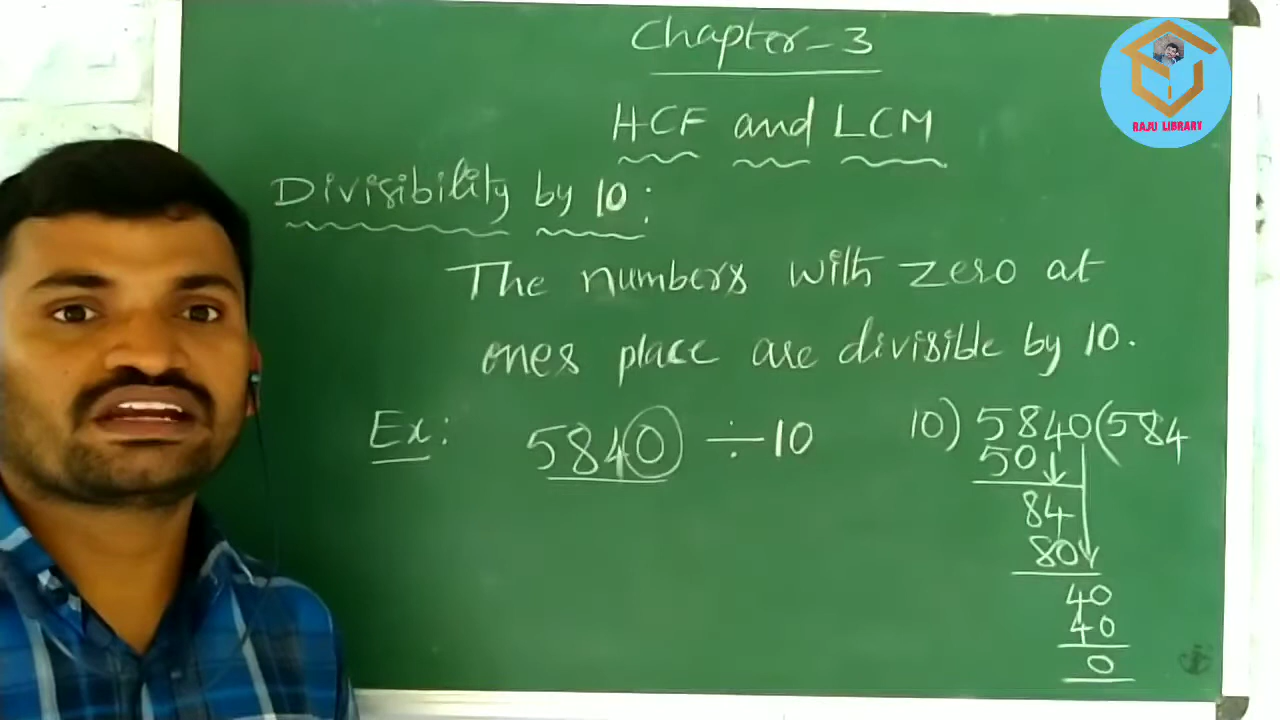 Chapter-3
HCF and LCM
Divisibility by 10:
The numbers with zero at
ones place are divisible by 10.
Ex: 5840 ÷ 10
10) 5840 (584
50
84
80
40
40
0
RAJU LIBRARY